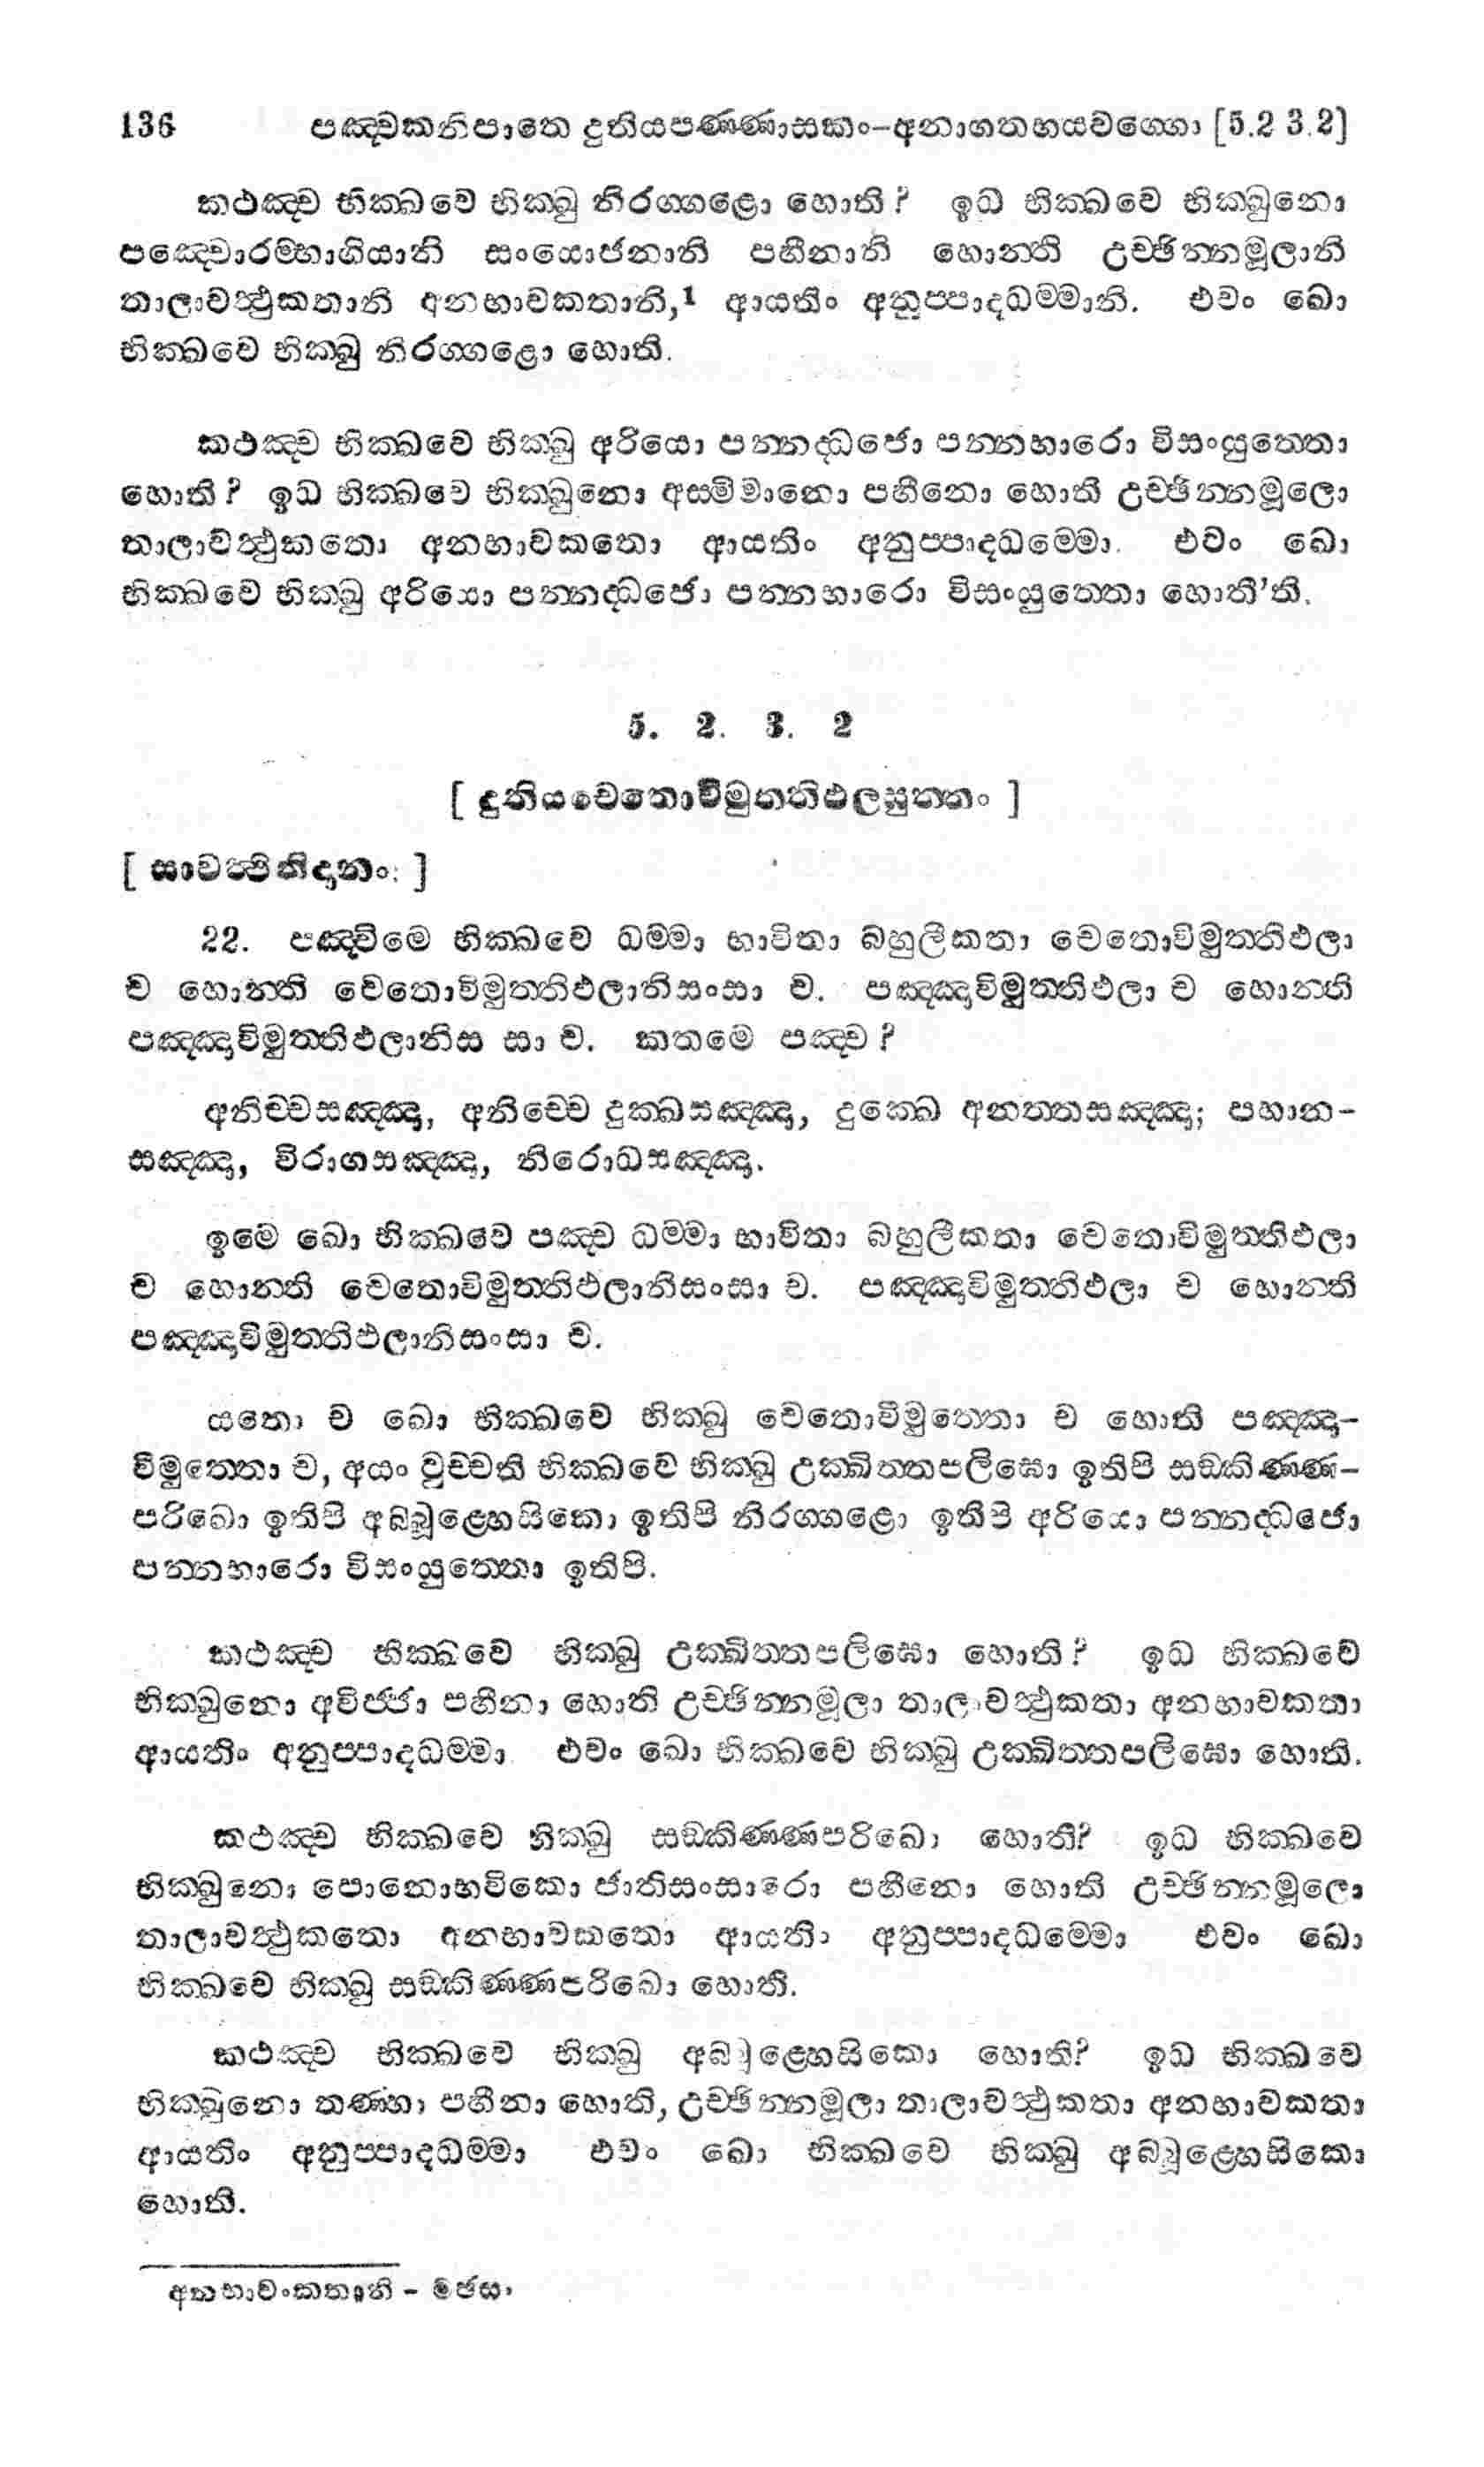 136 පඤ්චකනිපාතෙ දුතියපණ්ණාසකං-අනාගතභයවග්ගො [5.2 3.2]
කථඤ්ච භික්ඛවෙ භික්ඛු නිරග්ගළො හොති? ඉධ භික්ඛවෙ භික්ඛුනො
පඤ්චොරම්භාගියානි සංයොජනානි පහීනානි හොන්ති උච්ඡින්නමූලානි
තාලාවත්ථුකතානි අනභාවකතානි,1 ආයතිං අනුප්පාදධම්මානි. එවං ඛො
භික්ඛවෙ භික්ඛු නිරග්ගළො හොති.
කථඤ්ච භික්ඛවෙ භික්ඛු අරියො පන්නද්ධජො පන්නභාරො විසංයුත්තො
හොති? ඉධ භික්ඛවෙ භික්ඛුනො අස්මිමානො පහීනො හොති උච්ඡින්නමූලො
තාලාවත්ථුකතො අනභාවකතො ආයතිං අනුප්පාදධම්මො. එවං ඛො
භික්ඛවෙ භික්ඛු අරියො පන්නද්ධජො පන්නභාරො විසංයුත්තො හොතී’ති.
5. 2. 3. 2
[ දුතියචෙතොවිමුත්තිඵලසුත්තං ]
[ සාවත්ථිනිදානං: ]
22. පඤ්චිමෙ භික්ඛවෙ ධම්මා භාවිතා බහුලීකතා චෙතොවිමුත්තිඵලා
ච හොන්ති චෙතොවිමුත්තිඵලානිසංසා ච. පඤ්ඤාවිමුත්තිඵලා ච හොන්ති
පඤ්ඤාවිමුත්තිඵලානිස සා ච. කතමෙ පඤ්ච?
අනිච්චසඤ්ඤා, අනිච්චෙ දුක්ඛසඤ්ඤා, දුක්ඛෙ අනත්තසඤ්ඤා; පහාන-
සඤ්ඤා, විරාගසඤ්ඤා, නිරොධසඤ්ඤා.
ඉමෙ ඛො භික්ඛවෙ පඤ්ච ධම්මා භාවිතා බහුලීකතා චෙතොවිමුත්තිඵලා
ච හොන්ති චෙතොවිමුත්තිඵලානිසංසා ච. පඤ්ඤාවිමුත්තිඵලා ච හොන්ති
පඤ්ඤාවිමුත්තිඵලානිසංසා ච.
යතො ච ඛො භික්ඛවෙ භික්ඛු චෙතොවිමුත්තො ච හොති පඤ්ඤා-
විමුත්තො ච, අයං වුච්චති භික්ඛවෙ භික්ඛු උක්ඛිත්තපලිඝො ඉතිපි සඞ්කිණ්ණ-
පරිඛො ඉතිපි අබ්බූළ්හෙසිකො ඉතිපි නිරග්ගළො ඉතිපි අරියො පන්නද්ධජො
පන්නභාරො විසංයුත්තො ඉතිපි.
කථඤ්ච භික්ඛවෙ භික්ඛු උක්ඛිත්තපලිඝො හොති? ඉධ භික්ඛවෙ
භික්ඛුනො අවිජ්ජා පහීනා හොති උච්ඡින්නමූලා තාලාවත්ථුකතා අනභාවකතා
ආයතිං අනුප්පාදධම්මා එවං ඛො භික්ඛවෙ භික්ඛු උක්ඛිත්තපලිඝො හොති.
කථඤ්ච භික්ඛවෙ භික්ඛු සඞ්කිණ්ණපරිඛො හොති? ඉධ භික්ඛවෙ
භික්ඛුනො පොනොභවිකො ජාතිසංසාරො පහීනො හොති උච්ඡින්නමූලො
තාලාවත්ථුකතො අනභාවකතො ආයතිං අනුප්පාදධම්මො එවං ඛො
භික්ඛවෙ භික්ඛු සඞ්කිණ්ණපරිඛො හොති.
කථඤ්ච භික්ඛවෙ භික්ඛු අබ්බූළ්හෙසිකො හොති? ඉධ භික්ඛවෙ
භික්ඛුනො තණ්හා පහීනා හොති, උච්ඡින්නමූලා තාලාවත්ථුකතා අනභාවකතා
ආයතිං අනුප්පාදධම්මා එවං ඛො භික්ඛවෙ භික්ඛු අබ්බූළ්හෙසිකො
හොති.
අනභාවංකතානි - මජසං